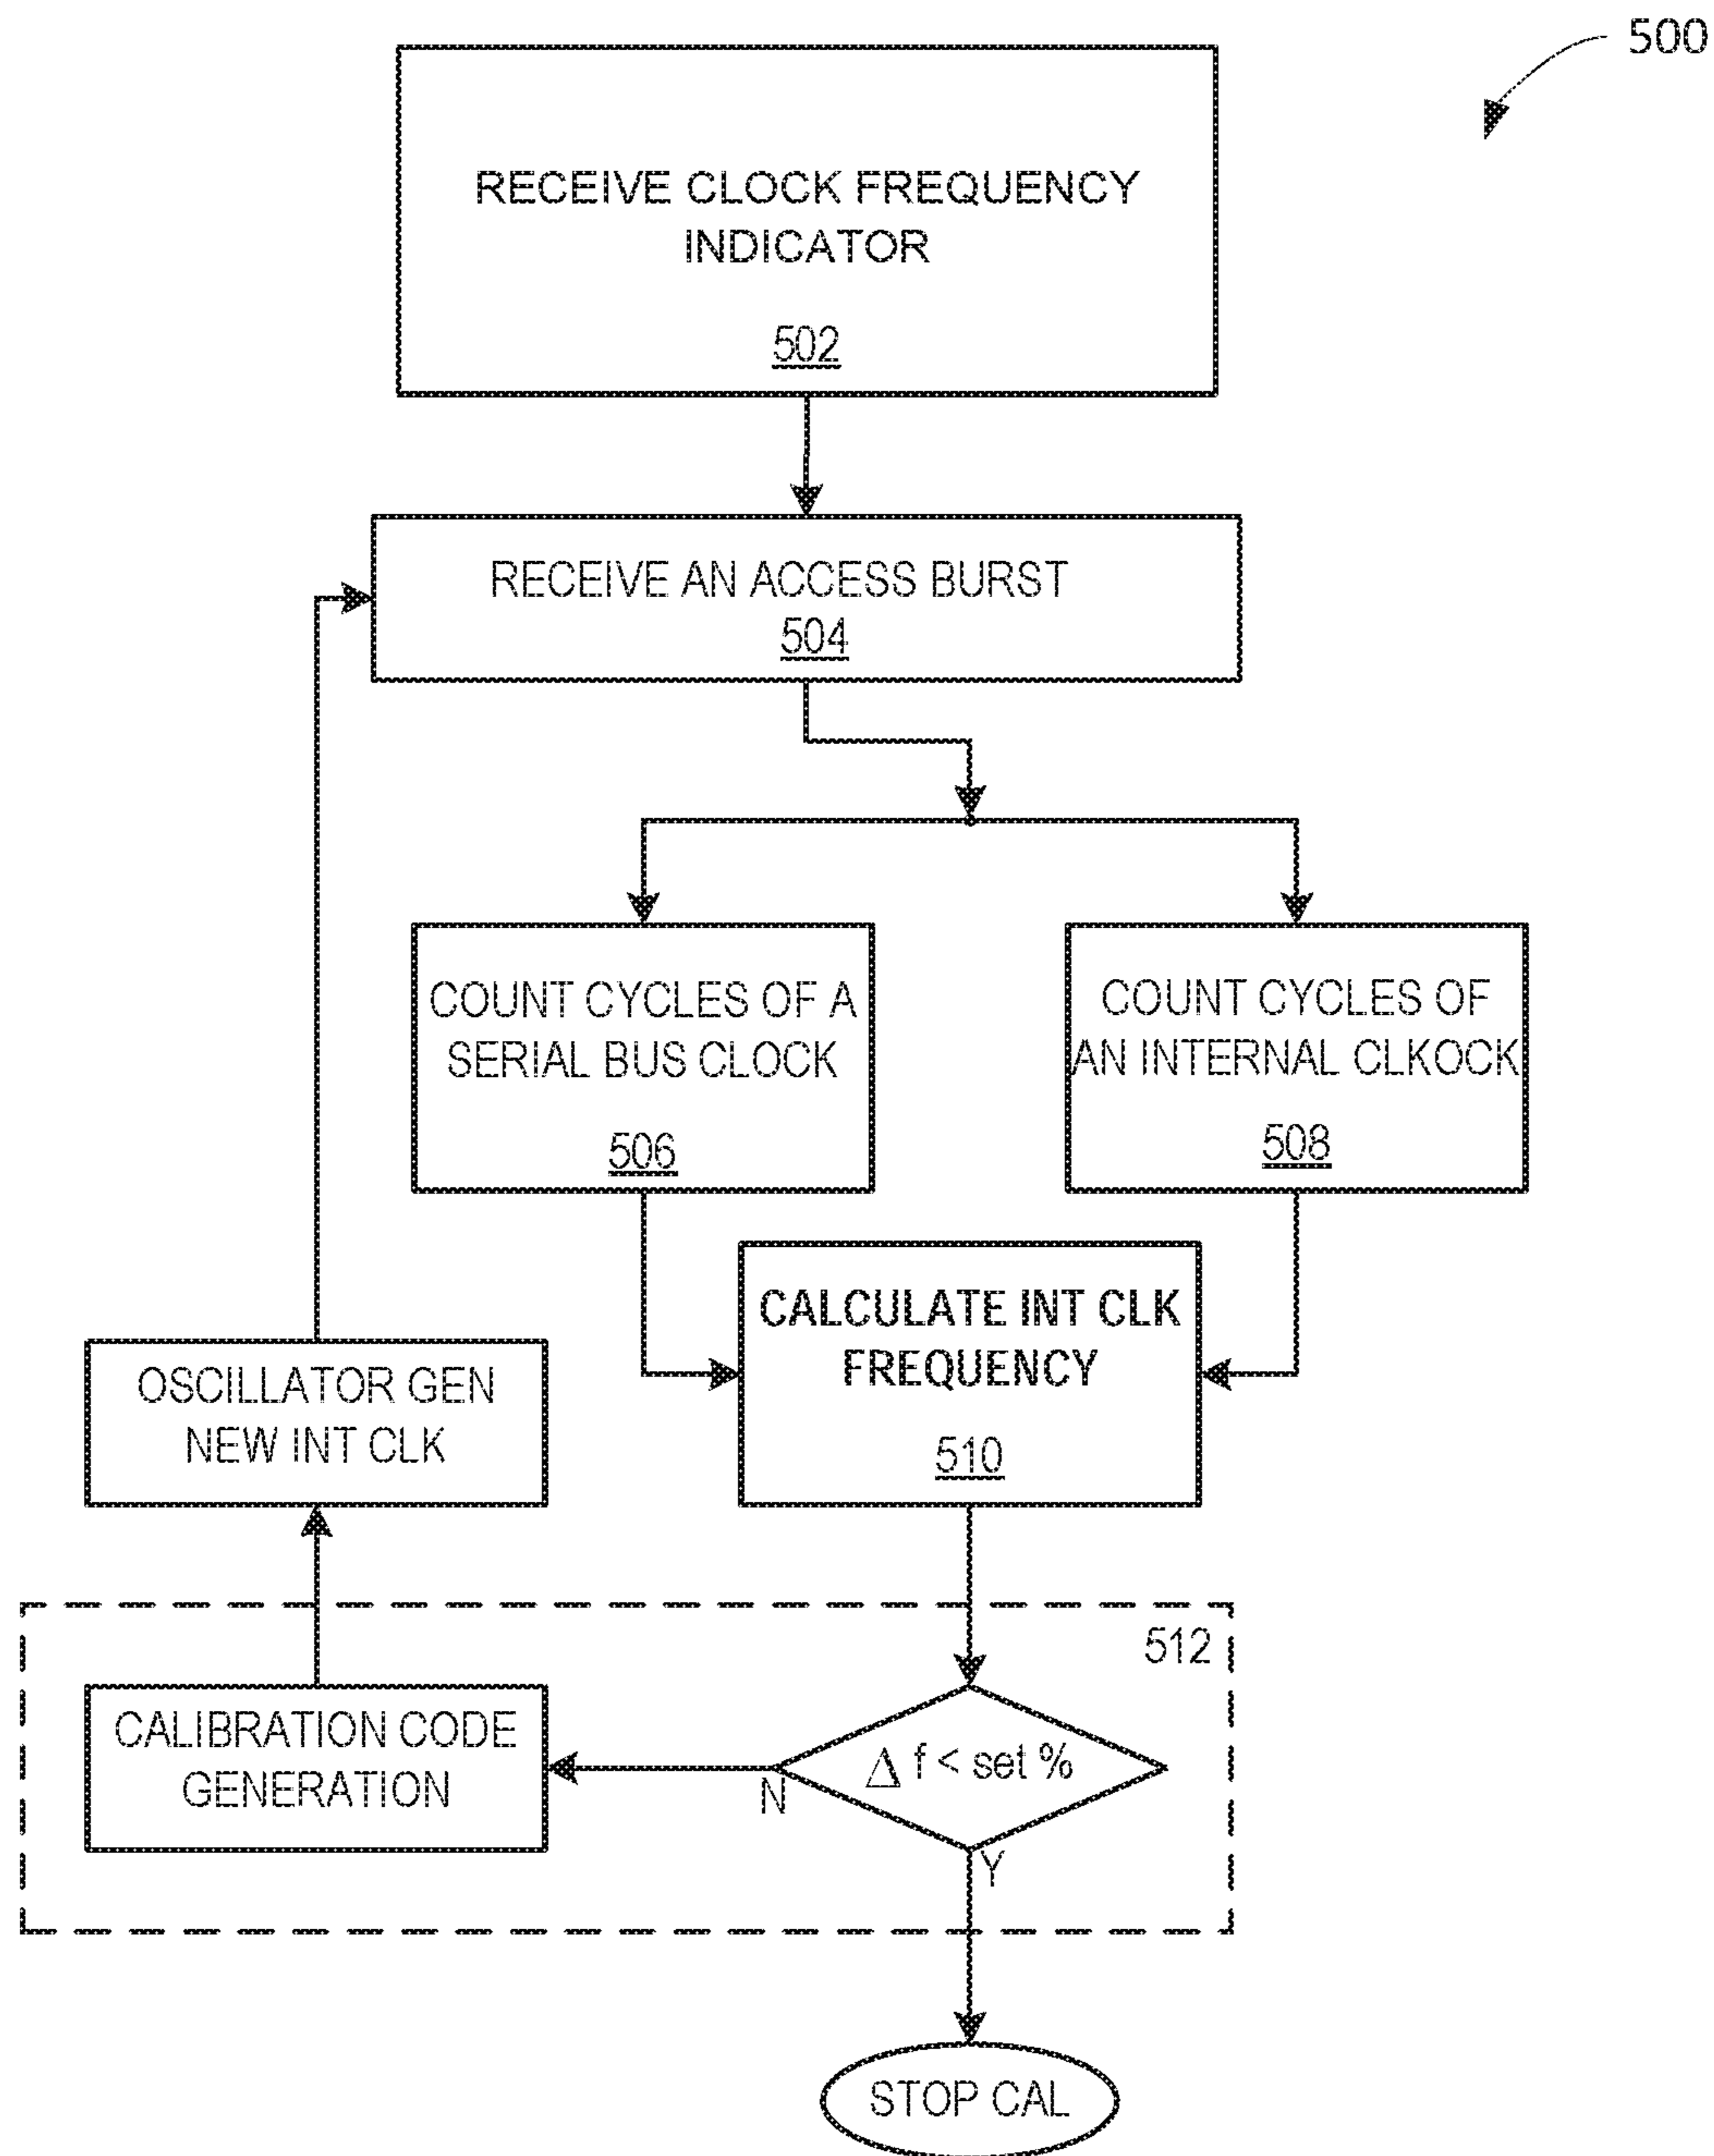 500
RECEIVE CLOCK FREQUENCY
INDICATOR
502
RECEIVE AN ACCESS BURST
504
COUNT CYCLES OF A
SERIAL BUS CLOCK
506
COUNT CYCLES OF
AN INTERNAL CLKOCK
508
CALCULATE INT CLK
FREQUENCY
510
OSCILLATOR GEN
NEW INT CLK
512
CALIBRATION CODE
GENERATION
N
Δ f < set %
Y
STOP CAL